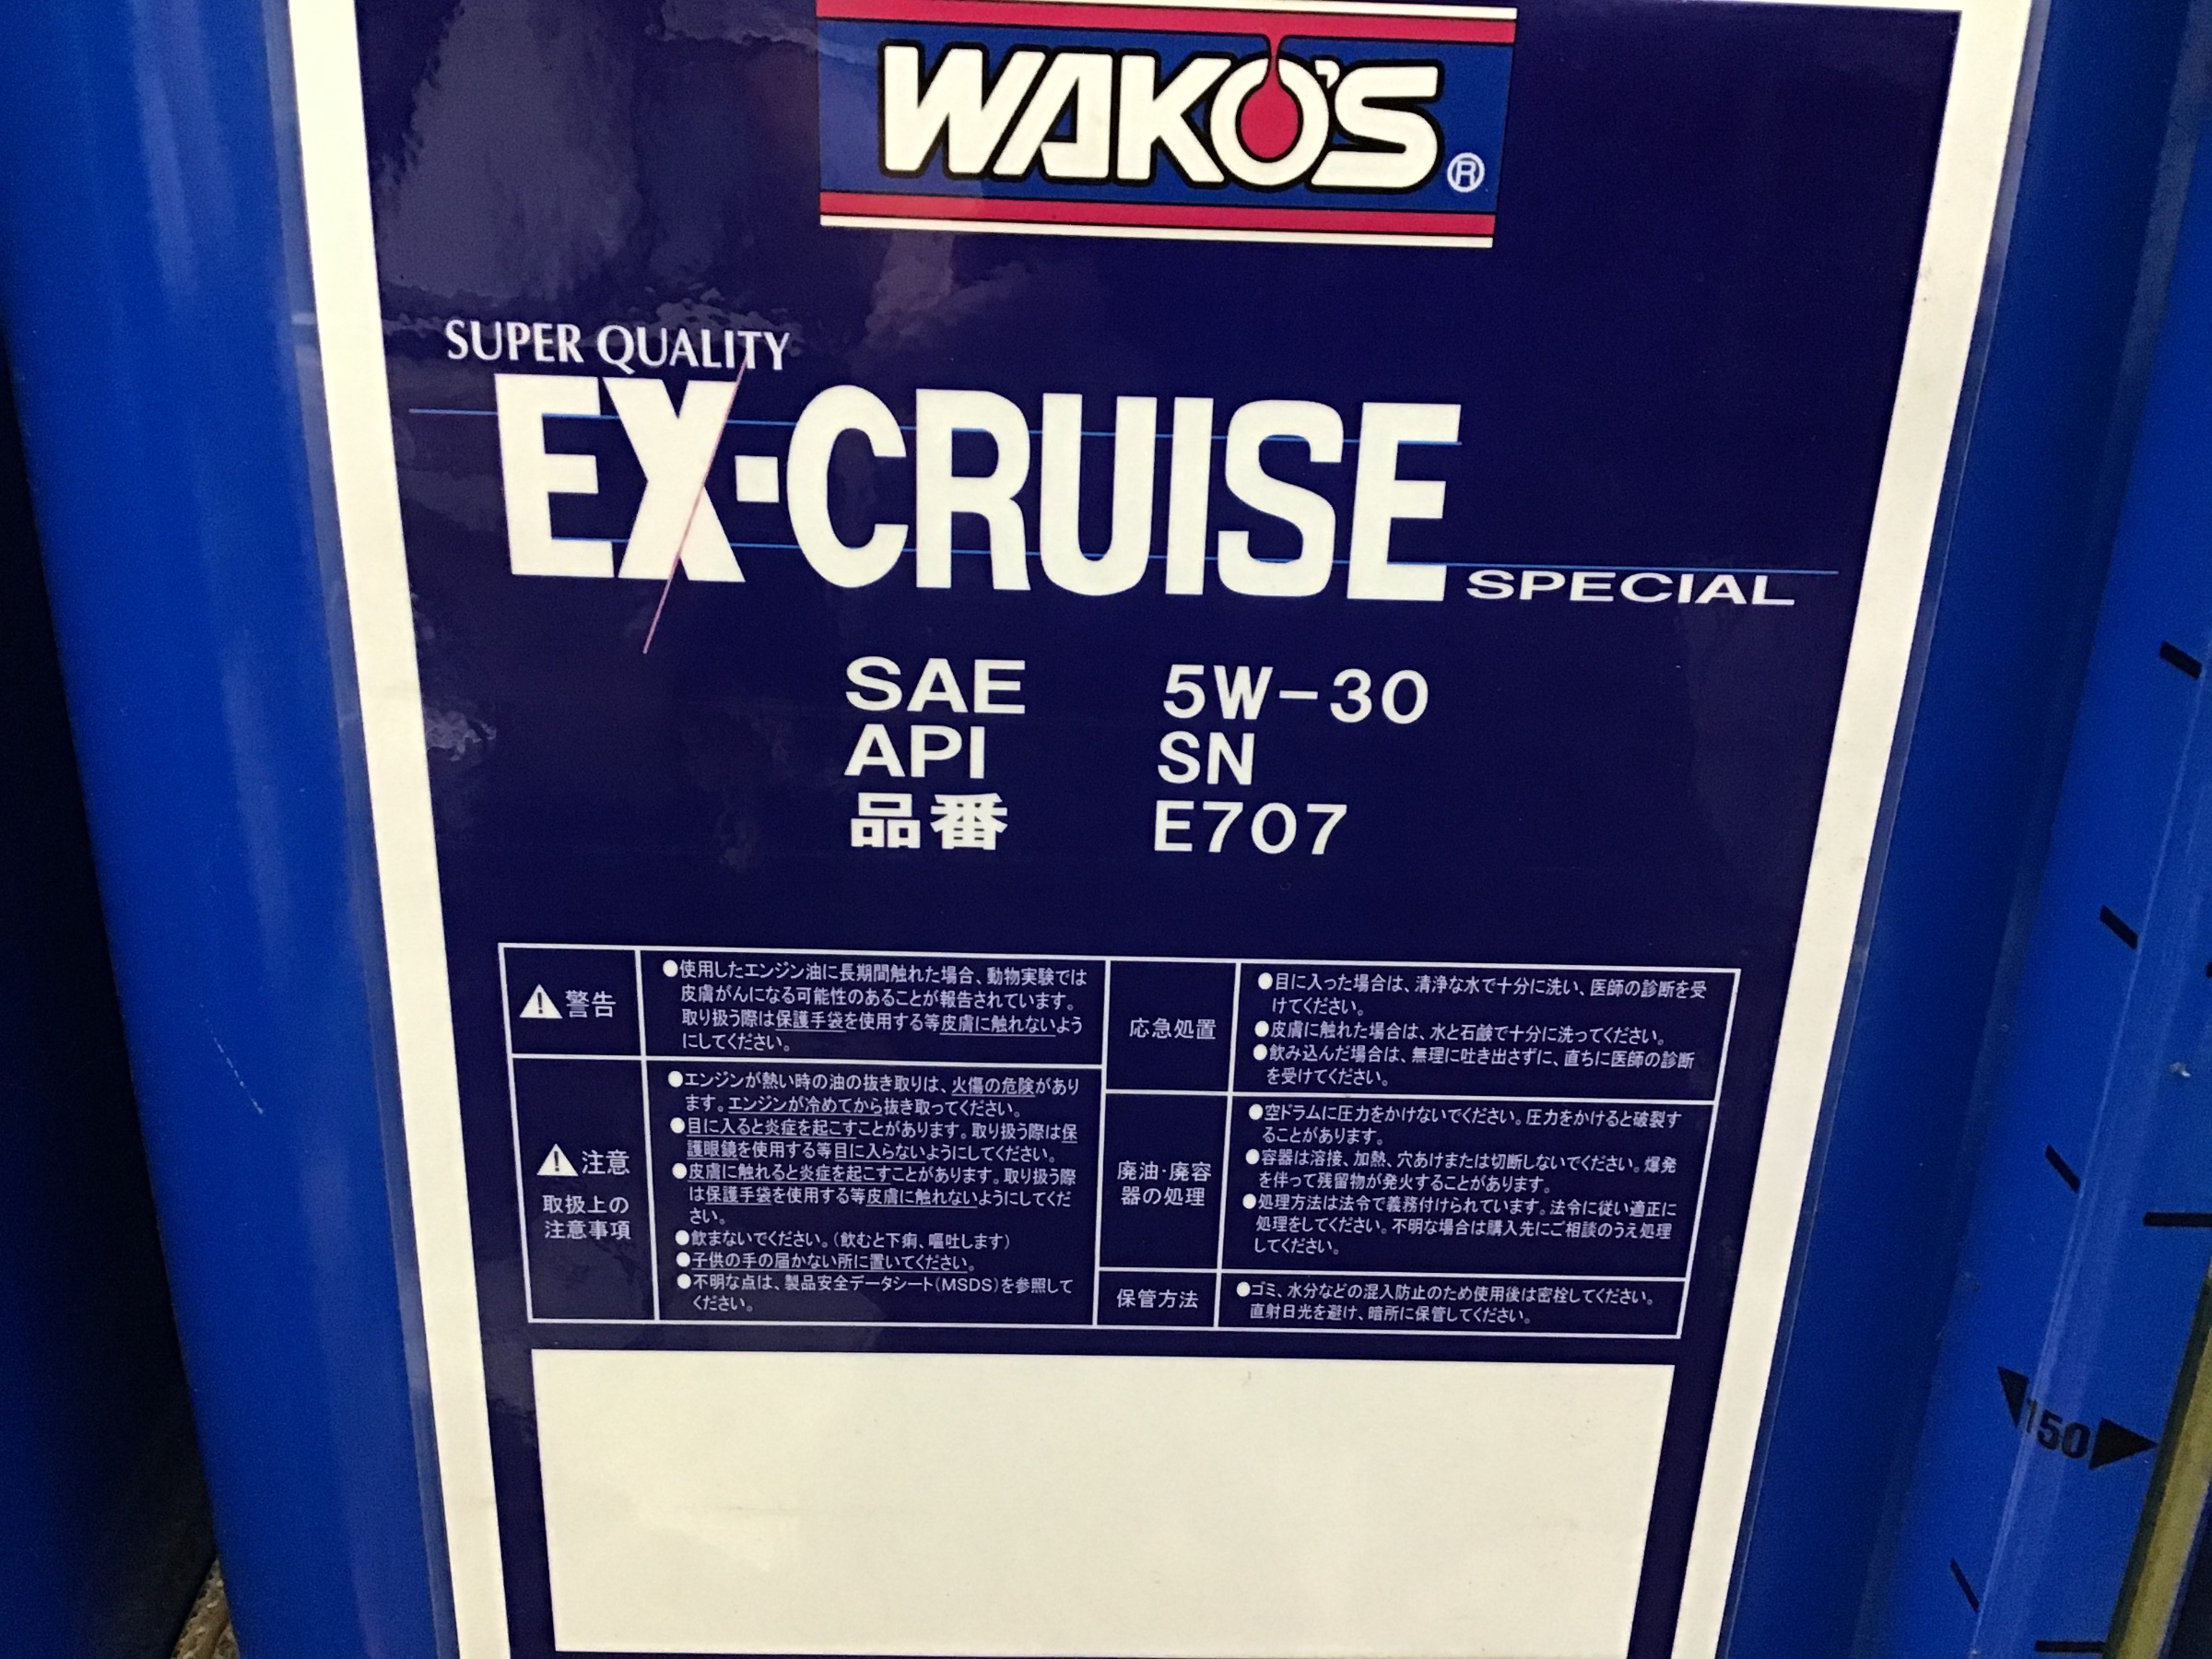 WAKO'S®
SUPER QUALITY
EX·CRUISE SPECIAL
SAE 5W-30
API SN
品番 E707
⚠警告
●使用したエンジン油に長期間触れた場合、動物実験では
皮膚がんになる可能性のあることが報告されています。
取り扱う際は保護手袋を使用する等皮膚に触れないよう
にしてください。
⚠注意
取扱上の
注意事項
●エンジンが熱い時の油の抜き取りは、火傷の危険があり
ます。エンジンが冷めてから抜き取ってください。
●目に入ると炎症を起こすことがあります。取り扱う際は保
護眼鏡を使用する等目に入らないようにしてください。
●皮膚に触れると炎症を起こすことがあります。取り扱う際
は保護手袋を使用する等皮膚に触れないようにしてくだ
さい。
●飲まないでください。(飲むと下痢、嘔吐します)
●子供の手の届かない所に置いてください。
●不明な点は、製品安全データシート(MSDS)を参照して
ください。
応急処置
●目に入った場合は、清浄な水で十分に洗い、医師の診断を受
けてください。
●皮膚に触れた場合は、水と石鹸で十分に洗ってください。
●飲み込んだ場合は、無理に吐き出さずに、直ちに医師の診断
を受けてください。
廃油·廃容
器の処理
●空ドラムに圧力をかけないでください。圧力をかけると破裂す
ることがあります。
●容器は溶接、加熱、穴あけまたは切断しないでください。爆発
を伴って残留物が発火することがあります。
●処理方法は法令で義務付けられています。法令に従い適正に
処理をしてください。不明な場合は購入先にご相談のうえ処理
してください。
保管方法
●ゴミ、水分などの混入防止のため使用後は密栓してください。
直射日光を避け、暗所に保管してください。
150